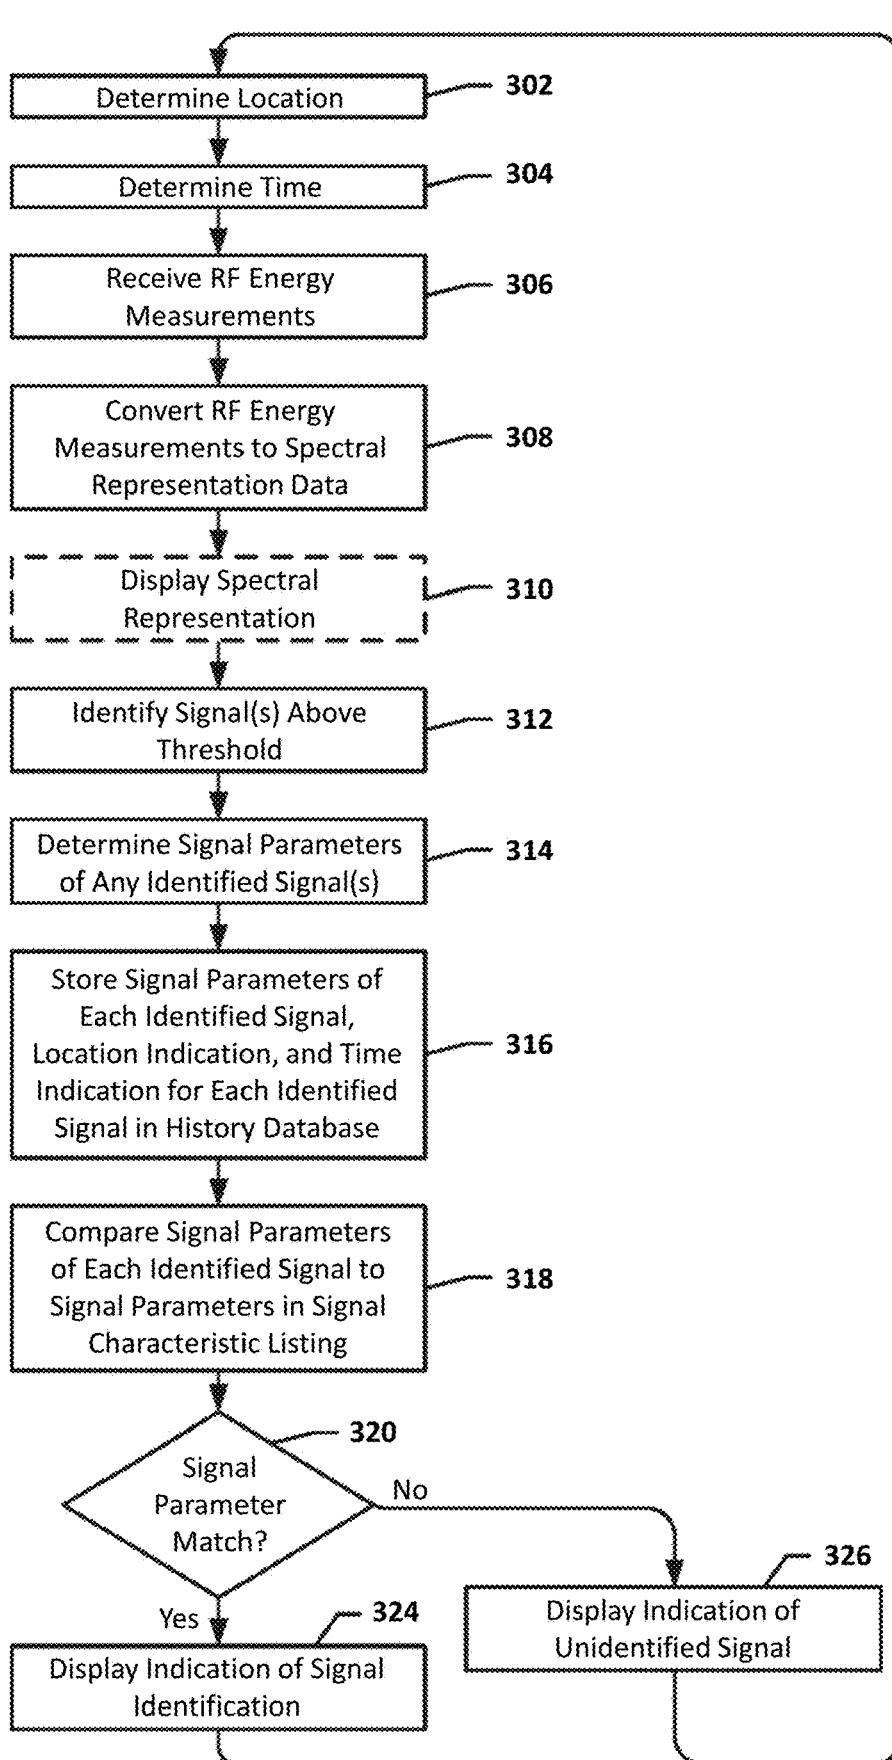 Determine Location
302
Determine Time
304
Receive RF Energy
Measurements
306
Convert RF Energy
Measurements to Spectral
Representation Data
308
Display Spectral
Representation
310
Identify Signal(s) Above
Threshold
312
Determine Signal Parameters
of Any Identified Signal(s)
314
Store Signal Parameters of
Each Identified Signal,
Location Indication, and Time
Indication for Each Identified
Signal in History Database
316
Compare Signal Parameters
of Each Identified Signal to
Signal Parameters in Signal
Characteristic Listing
318
320
Signal
Parameter
Match?
No
Yes
324
Display Indication of Signal
Identification
326
Display Indication of
Unidentified Signal